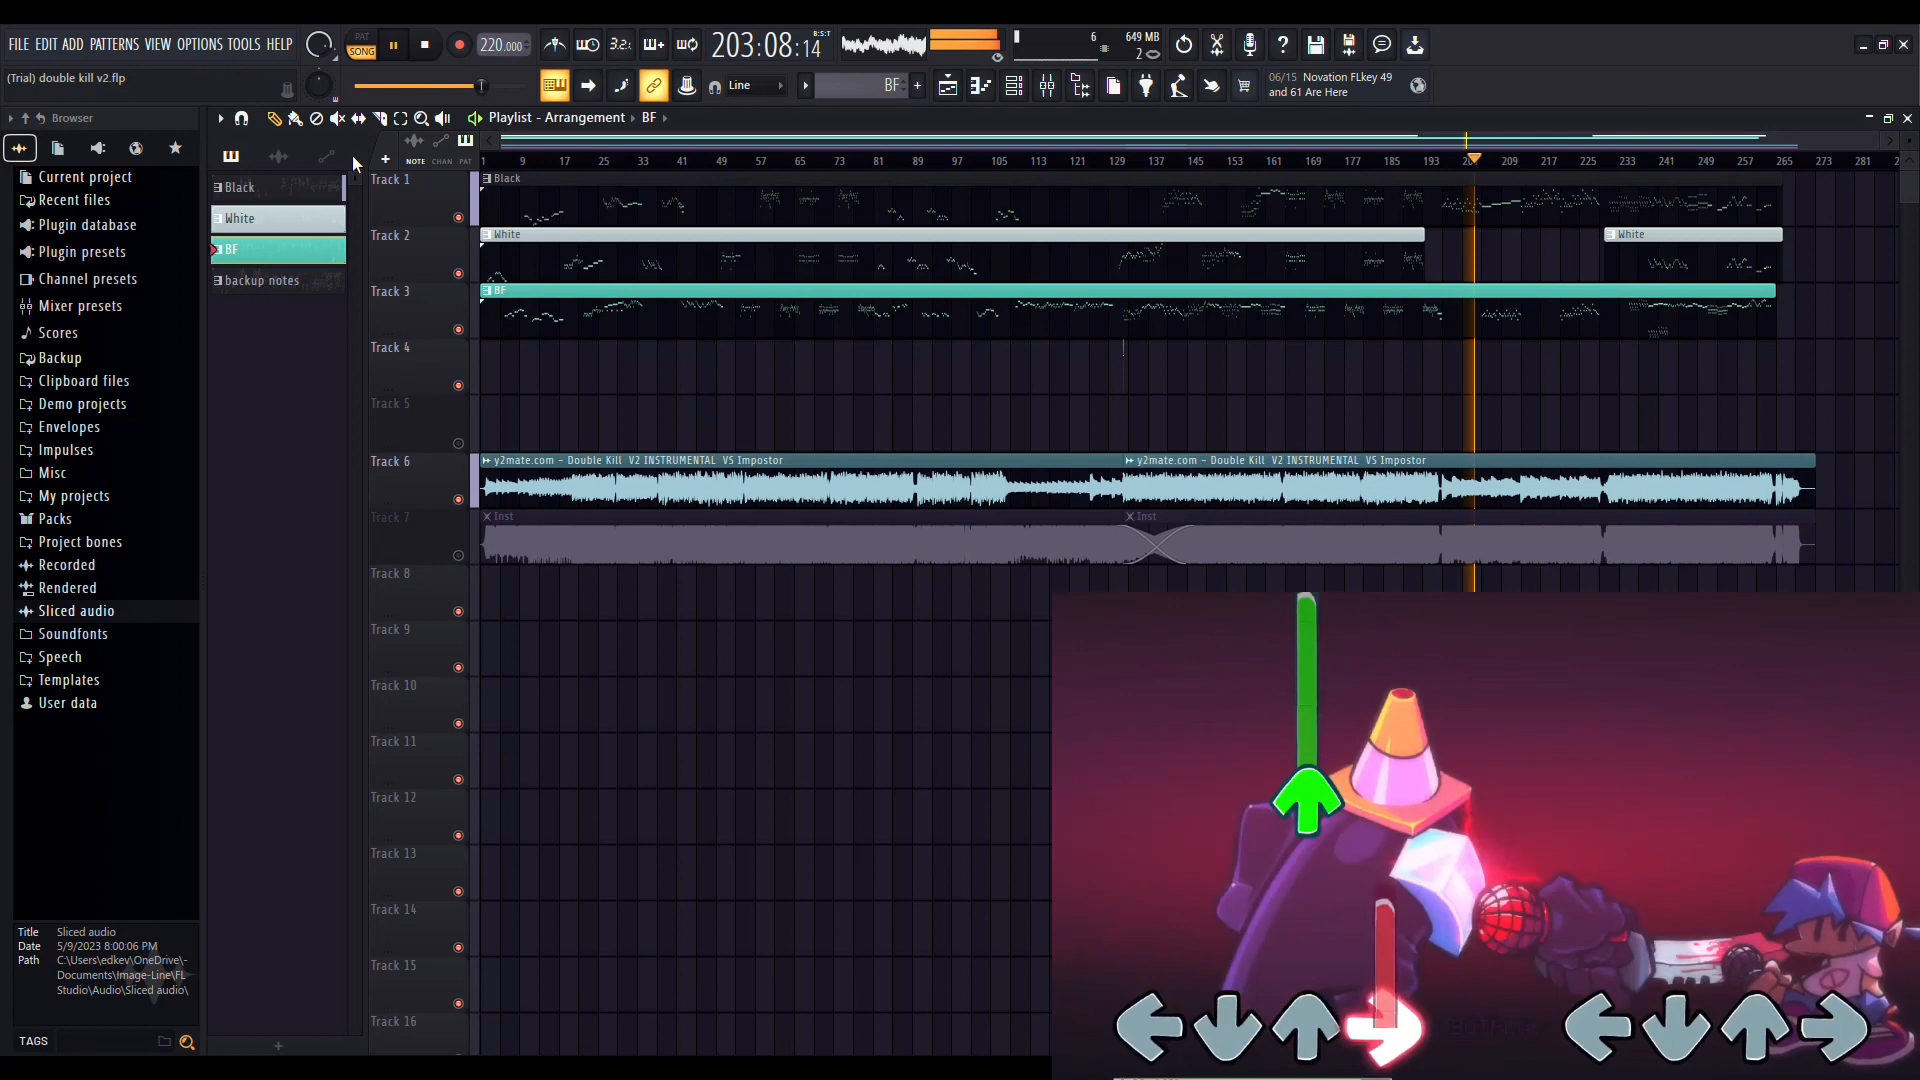 FILE EDIT ADD PATTERNS VIEW OPTIONS TOOLS HELP
PAT
SONG
220.000
3.2.
203:08:14
B:S:T
6
649 MB
2
(Trial) double kill v2.flp
Line
BF
06/15 Novation FLkey 49
and 61 Are Here
Browser
Playlist - Arrangement
BF
NOTE CHAN PAT
1 9 17 25 33 41 49 57 65 73 81 89 97 105 113 121 129 137 145 153 161 169 177 185 193 209 217 225 233 241 249 257 265 273 281
Current project
Recent files
Plugin database
Plugin presets
Channel presets
Mixer presets
Scores
Backup
Clipboard files
Demo projects
Envelopes
Impulses
Misc
My projects
Packs
Project bones
Recorded
Rendered
Sliced audio
Soundfonts
Speech
Templates
User data
Black
White
BF
backup notes
Track 1
Black
Track 2
White
White
Track 3
BF
Track 4
Track 5
Track 6
y2mate.com - Double Kill V2 INSTRUMENTAL VS Impostor
y2mate.com - Double Kill V2 INSTRUMENTAL VS Impostor
Track 7
Inst
Inst
Track 8
Track 9
Track 10
Track 11
Track 12
Track 13
Track 14
Track 15
Track 16
Title Sliced audio
Date 5/9/2023 8:00:06 PM
Path C:\Users\edkev\OneDrive\-
Documents\Image-Line\FL
Studio\Audio\Sliced audio\
TAGS